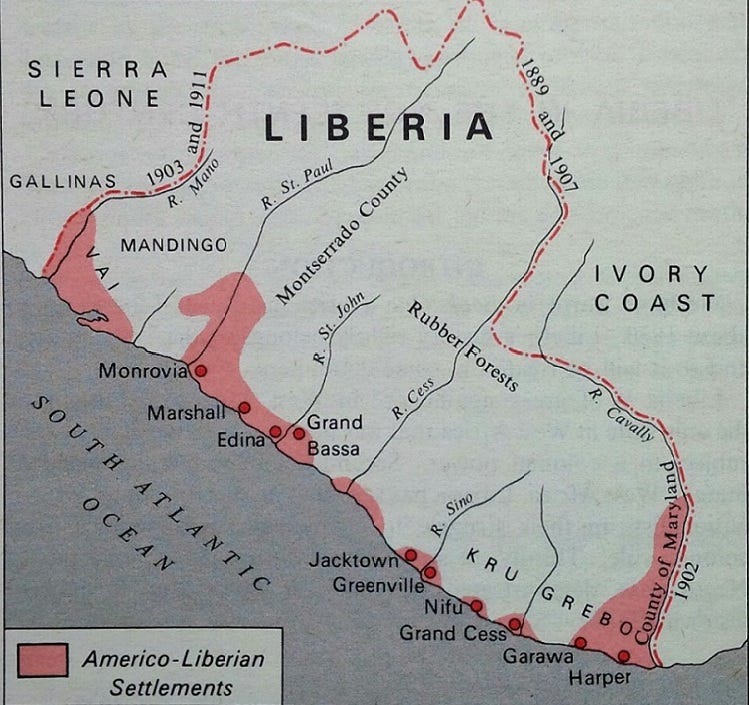 SIERRA
LEONE
1903 and 1911
1889 and 1907
LIBERIA
GALLINAS
R. Mano
R. St. Paul
MANDINGO
Montserrado County
VAI
IVORY
COAST
R. St. John
Rubber Forests
Monrovia
R. Cess
R. Cavally
Marshall
Grand
Bassa
Edina
SOUTH ATLANTIC
OCEAN
R. Sino
KRU
GREBO
County of Maryland
1902
Jacktown
Greenville
Nifu
Grand Cess
Garawa
Harper
Americo-Liberian
Settlements